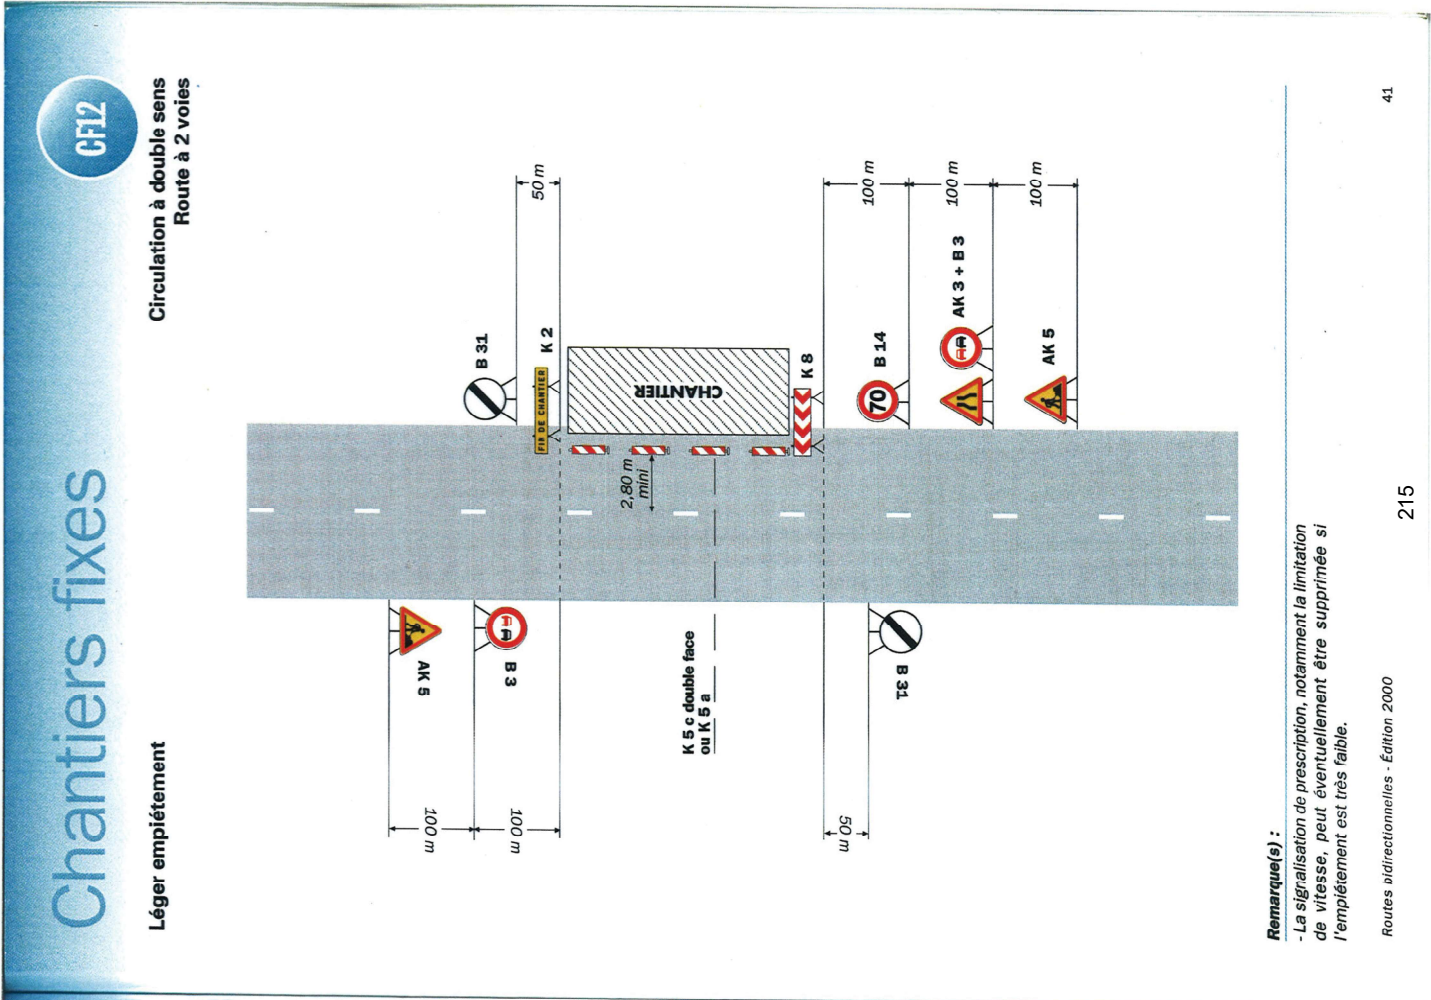 Chantiers fixes
CF12
Léger empiétement
Circulation à double sens
Route à 2 voies
B 31
50 m
K 2
FIN DE CHANTIER
AK 5
100 m
B 3
100 m
CHANTIER
2,80 m
mini
K 5 c double face
ou K 5 a
K 8
100 m
B 14
70
50 m
B 31
100 m
AK 3 + B 3
100 m
AK 5
Remarque(s) :
- La signalisation de prescription, notamment la limitation
de vitesse, peut éventuellement être supprimée si
l'empiétement est très faible.
Routes bidirectionnelles - Édition 2000
41
215